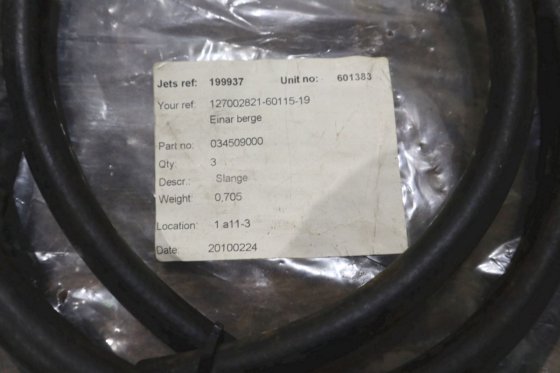 Jets ref: 199937 Unit no: 601383
Your ref: 127002821-60115-19
Einar berge
Part no: 034509000
Qty: 3
Descr.: Slange
Weight: 0,705
Location: 1 a11-3
Date: 20100224